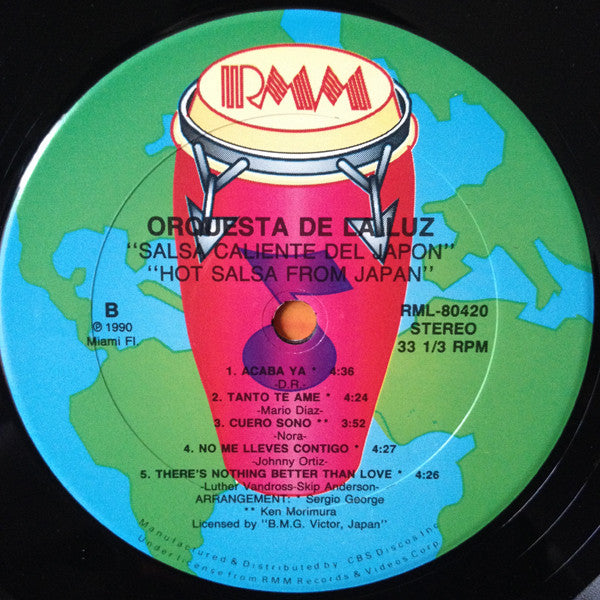 RMM
ORQUESTA DE LA LUZ
"SALSA CALIENTE DEL JAPON"
"HOT SALSA FROM JAPAN"
B
℗ 1990
Miami Fl.
RML-80420
STEREO
33 1/3 RPM
1. ACABA YA * 4:36
-D.R.-
2. TANTO TE AME * 4:24
-Mario Díaz-
3. CUERO SONO ** 3:52
-Nora-
4. NO ME LLEVES CONTIGO * 4:27
-Johnny Ortiz-
5. THERE'S NOTHING BETTER THAN LOVE * 4:26
-Luther Vandross-Skip Anderson-
ARRANGEMENT: * Sergio George
** Ken Morimura
Licensed by "B.M.G. Victor, Japan"
Manufactured & Distributed by CBS Discos Inc.
Under license from RMM Records & Videos Corp.